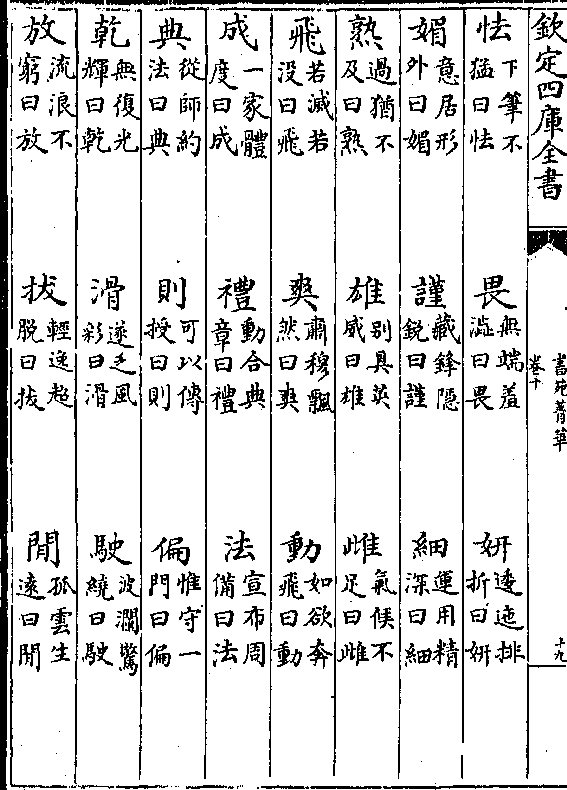 欽定四庫全書
書苑菁華
卷十
十九
怯下筆不猛曰怯 畏無端羞澁曰畏 妍逶迤排折曰妍
媚意居形外曰媚 謹藏鋒隱鋭曰謹 細運用精深曰細
熟過猶不及曰熟 雄别具英威曰雄 雌氣候不足曰雌
飛若滅若没曰飛 爽肅穆飄然曰爽 動如欲奔飛曰動
成一家體度曰成 禮動合典章曰禮 法宣布周備曰法
典從師約法曰典 則可以傳授曰則 偏惟守一門曰偏
乾無復光輝曰乾 滑遂乏風彩曰滑 駛波瀾驚繞曰駛
放流浪不窮曰放 拔輕逸超脱曰拔 閒孤雲生遠曰閒